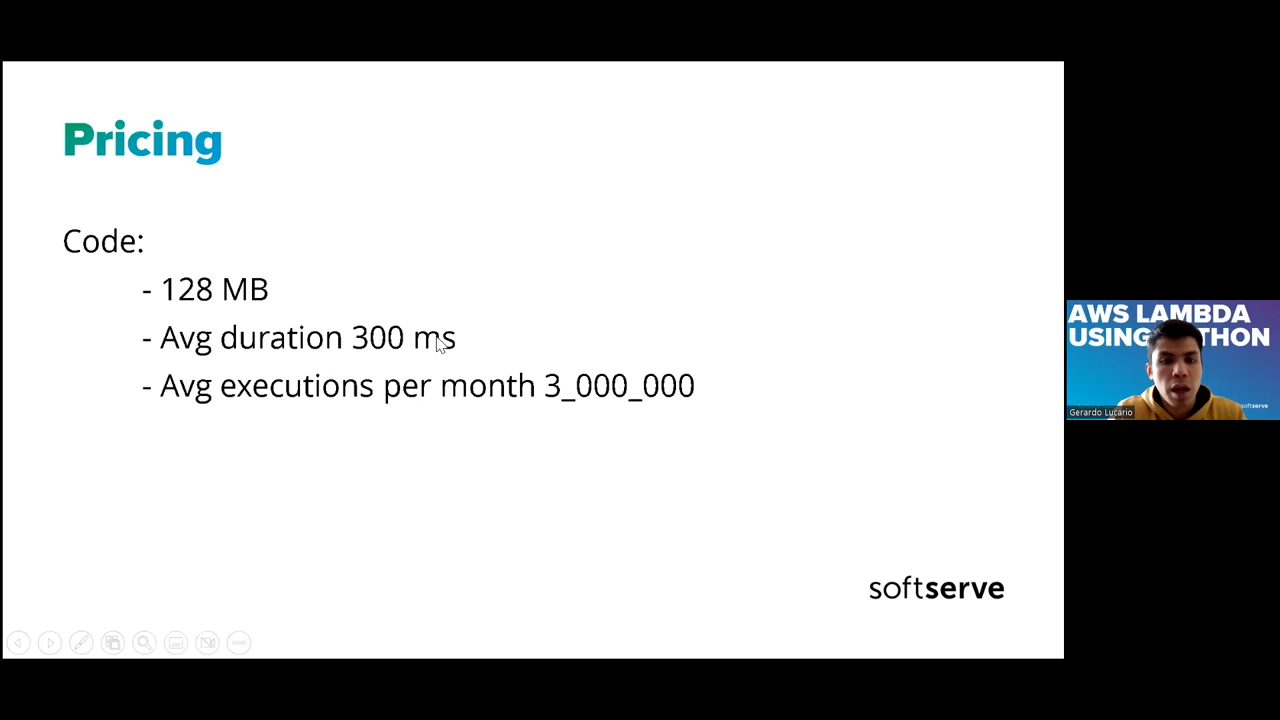 Pricing
Code:
- 128 MB
- Avg duration 300 ms
- Avg executions per month 3_000_000
softserve
AWS LAMBDA
USING THON
softserve
Gerardo Lucario